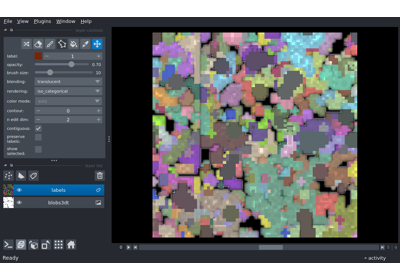 File View Plugins Window Help
label: 1
opacity: 0.70
brush size: 10
blending: translucent
rendering: iso_categorical
color mode:
contour: 0
n edit dim: 2
contiguous:
preserve
labels:
show
selected:
labels
blobs3dt
Ready
activity